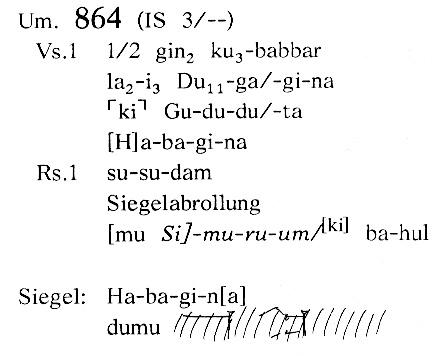 Um. 864 (IS 3/--)
Vs.1 1/2 gin₂ ku₃-babbar
la₂-i₃ Du₁₁-ga/-gi-na
⸢ki⸣ Gu-du-du/-ta
[H]a-ba-gi-na
Rs.1 su-su-dam
Siegelabrollung
[mu Si]-mu-ru-um/[ki] ba-hul
Siegel: Ha-ba-gi-n[a]
dumu